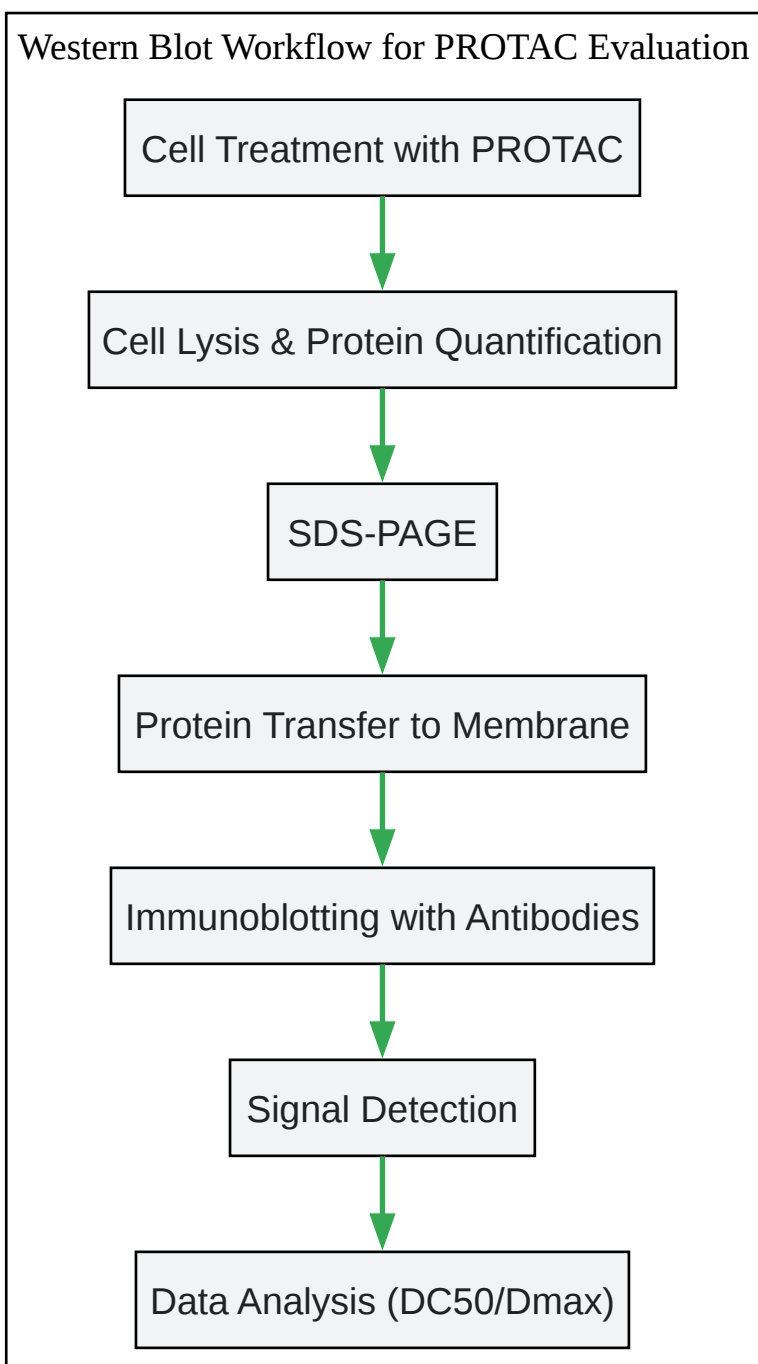 Western Blot Workflow for PROTAC Evaluation
Cell Treatment with PROTAC
Cell Lysis & Protein Quantification
SDS-PAGE
Protein Transfer to Membrane
Immunoblotting with Antibodies
Signal Detection
Data Analysis (DC50/Dmax)